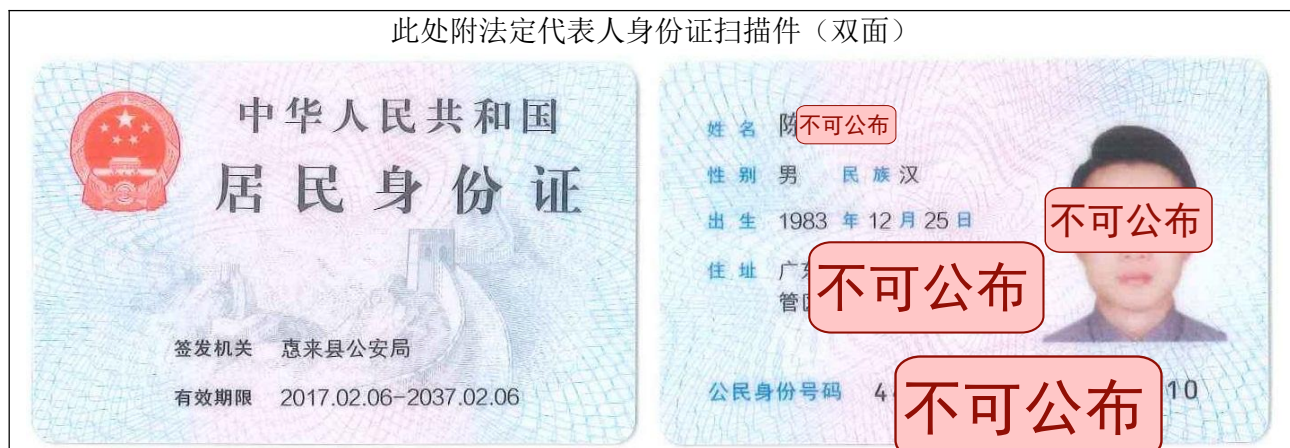 此处附法定代表人身份证扫描件（双面）
中华人民共和国
居民身份证
签发机关 惠来县公安局
有效期限 2017.02.06-2037.02.06
姓名 陈 不可公布
性别 男 民族 汉
出生 1983 年 12 月 25 日
不可公布
住址 广
不可公布
管
公民身份号码 4 不可公布 10